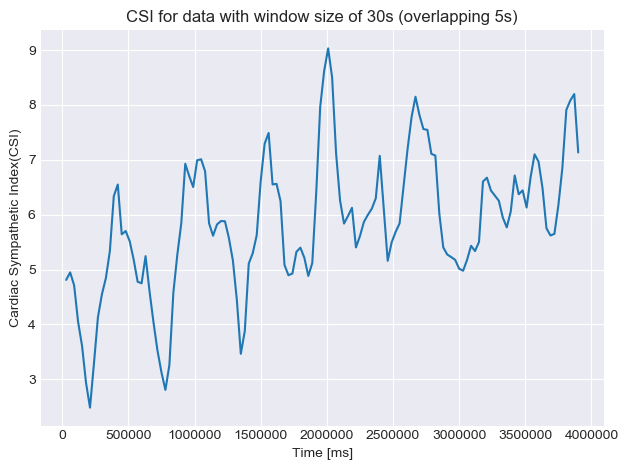 CSI for data with window size of 30s (overlapping 5s)
Cardiac Sympathetic Index(CSI)
9
8
7
6
5
4
3
0 500000 1000000 1500000 2000000 2500000 3000000 3500000 4000000
Time [ms]